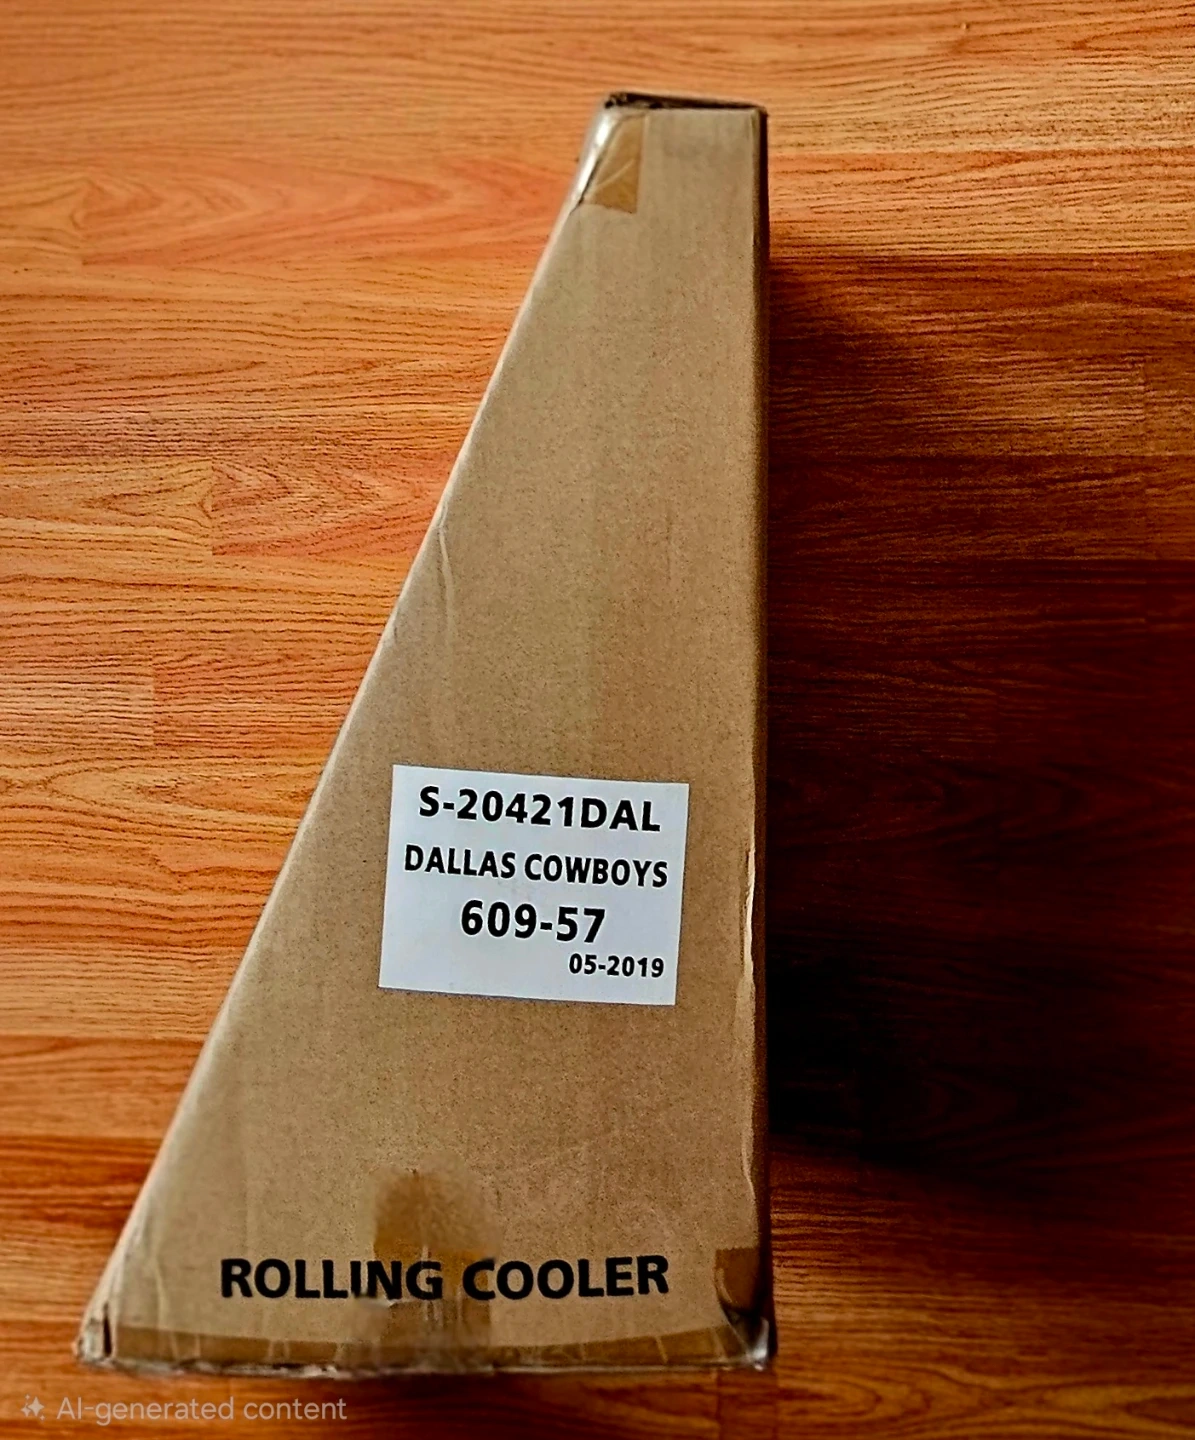 S-20421DAL
DALLAS COWBOYS
609-57
05-2019
ROLLING COOLER
AI-generated content